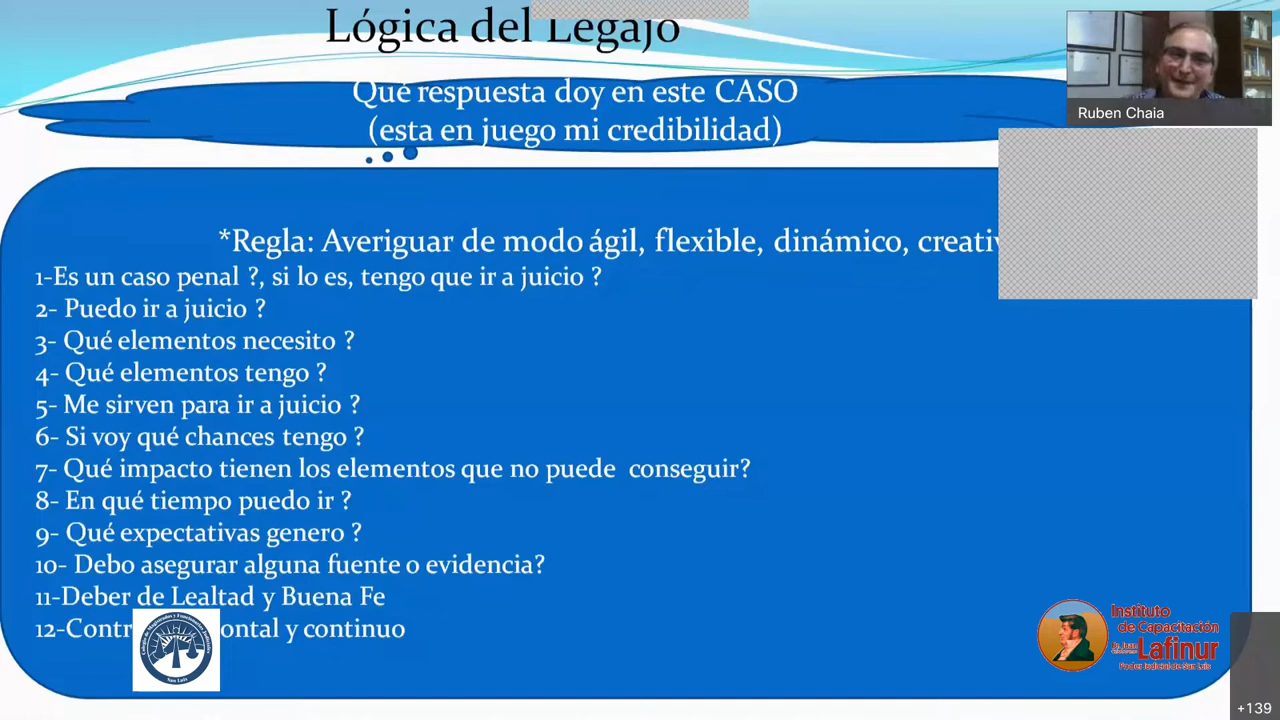 Lógica del Legajo
Qué respuesta doy en este CASO
(esta en juego mi credibilidad)
Ruben Chaia
*Regla: Averiguar de modo ágil, flexible, dinámico,
1-Es un caso penal ?, si lo es, tengo que ir a juicio ?
2- Puedo ir a juicio ?
3- Qué elementos necesito ?
4- Qué elementos tengo ?
5- Me sirven para ir a juicio ?
6- Si voy qué chances tengo ?
7- Qué impacto tienen los elementos que no puede conseguir?
8- En qué tiempo puedo ir ?
9- Qué expectativas genero ?
10- Debo asegurar alguna fuente o evidencia?
11-Deber de Lealtad y Buena Fe
12- y continuo
San Luis
Instituto
de Capacitación
Dr. Juan
Lafinur
Poder Judicial de San Luis
+139